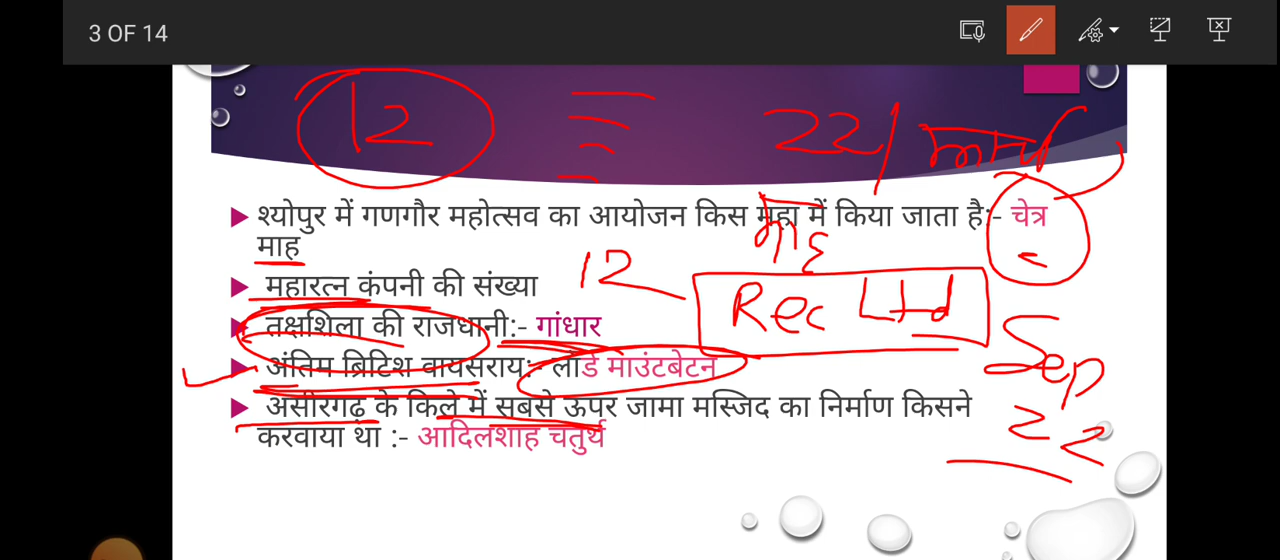 3 OF 14
12 22/मार्च
श्योपुर में गणगौर महोत्सव का आयोजन किस महा में किया जाता है:- चेत्र
माह
माह
महारत्न कंपनी की संख्या 12 Rec Ltd
तक्षशिला की राजधानी:- गांधार
Sep
अंतिम ब्रिटिश वायसराय:- लॉर्ड माउंटबेटन
22
असीरगढ़ के किले में सबसे ऊपर जामा मस्जिद का निर्माण किसने
करवाया था :- आदिलशाह चतुर्थ